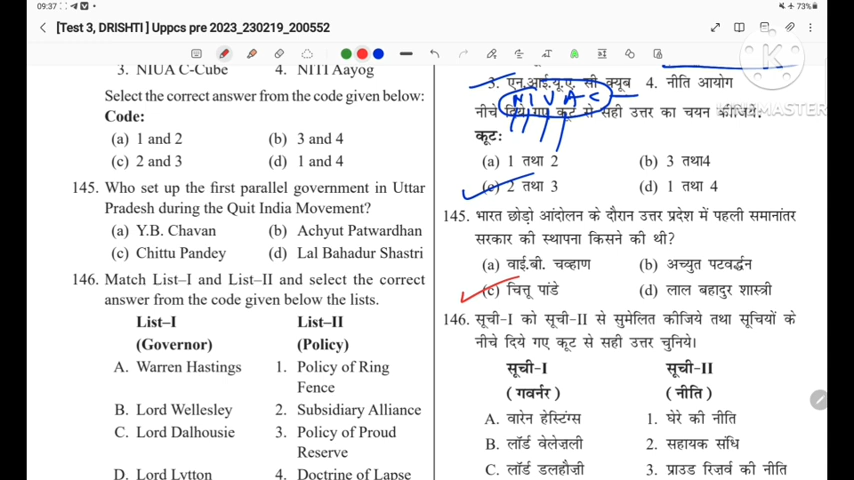 09:37
73%
[Test 3, DRISHTI ] Uppcs pre 2023_230219_200552
3. NIUA C-Cube 4. NITI Aayog
Select the correct answer from the code given below:
Code:
(a) 1 and 2 (b) 3 and 4
(c) 2 and 3 (d) 1 and 4
145. Who set up the first parallel government in Uttar
Pradesh during the Quit India Movement?
(a) Y.B. Chavan (b) Achyut Patwardhan
(c) Chittu Pandey (d) Lal Bahadur Shastri
146. Match List–I and List–II and select the correct
answer from the code given below the lists.
List–I List–II
(Governor) (Policy)
A. Warren Hastings 1. Policy of Ring
Fence
B. Lord Wellesley 2. Subsidiary Alliance
C. Lord Dalhousie 3. Policy of Proud
Reserve
D. Lord Lytton 4. Doctrine of Lapse
3. एन.आई.यू.ए. सी क्यूब 4. नीति आयोग
NIUA-C
नीचे दिये गए कूट से सही उत्तर का चयन कीजिये:
कूटः
(a) 1 तथा 2 (b) 3 तथा4
(c) 2 तथा 3 (d) 1 तथा 4
145. भारत छोड़ो आंदोलन के दौरान उत्तर प्रदेश में पहली समानांतर
सरकार की स्थापना किसने की थी?
(a) वाई.बी. चव्हाण (b) अच्युत पटवर्द्धन
(c) चित्तू पांडे (d) लाल बहादुर शास्त्री
146. सूची-I को सूची-II से सुमेलित कीजिये तथा सूचियों के
नीचे दिये गए कूट से सही उत्तर चुनिये।
सूची-I सूची-II
(गवर्नर) (नीति)
A. वारेन हेस्टिंग्स 1. घेरे की नीति
B. लॉर्ड वेलेज़ली 2. सहायक संधि
C. लॉर्ड डलहौज़ी 3. प्राउड रिज़र्व की नीति
K